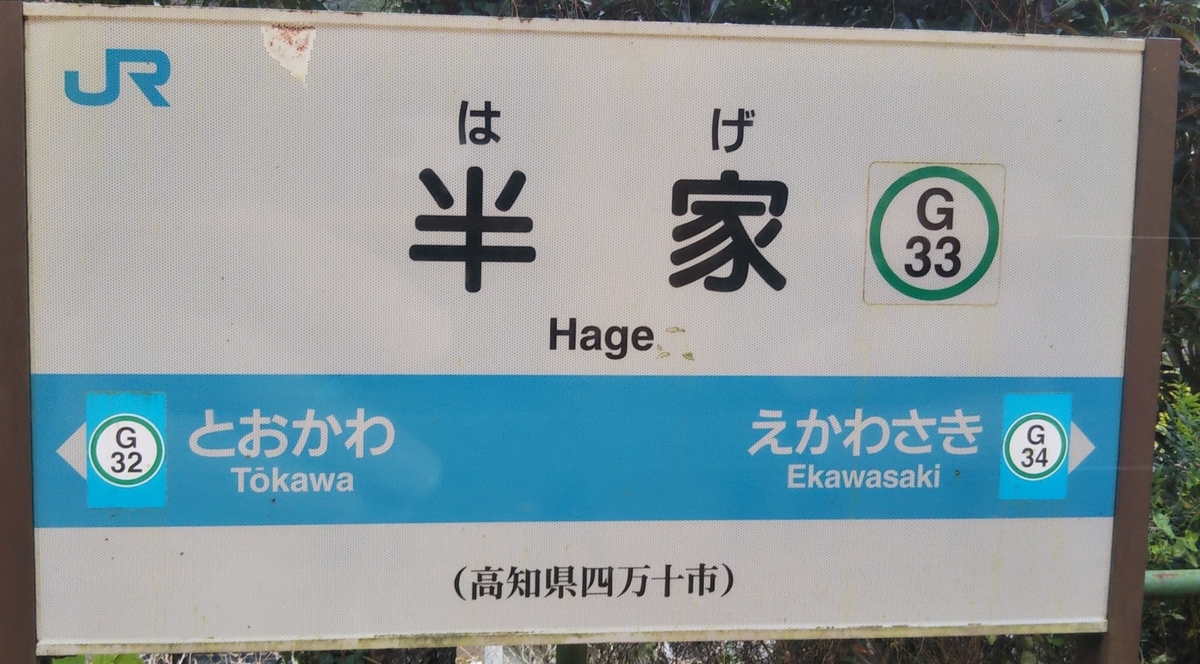 JR
は げ
半 家
G
33
Hage
G
32
とおかわ
Tōkawa
えかわさき
Ekawasaki
G
34
(高知県四万十市)